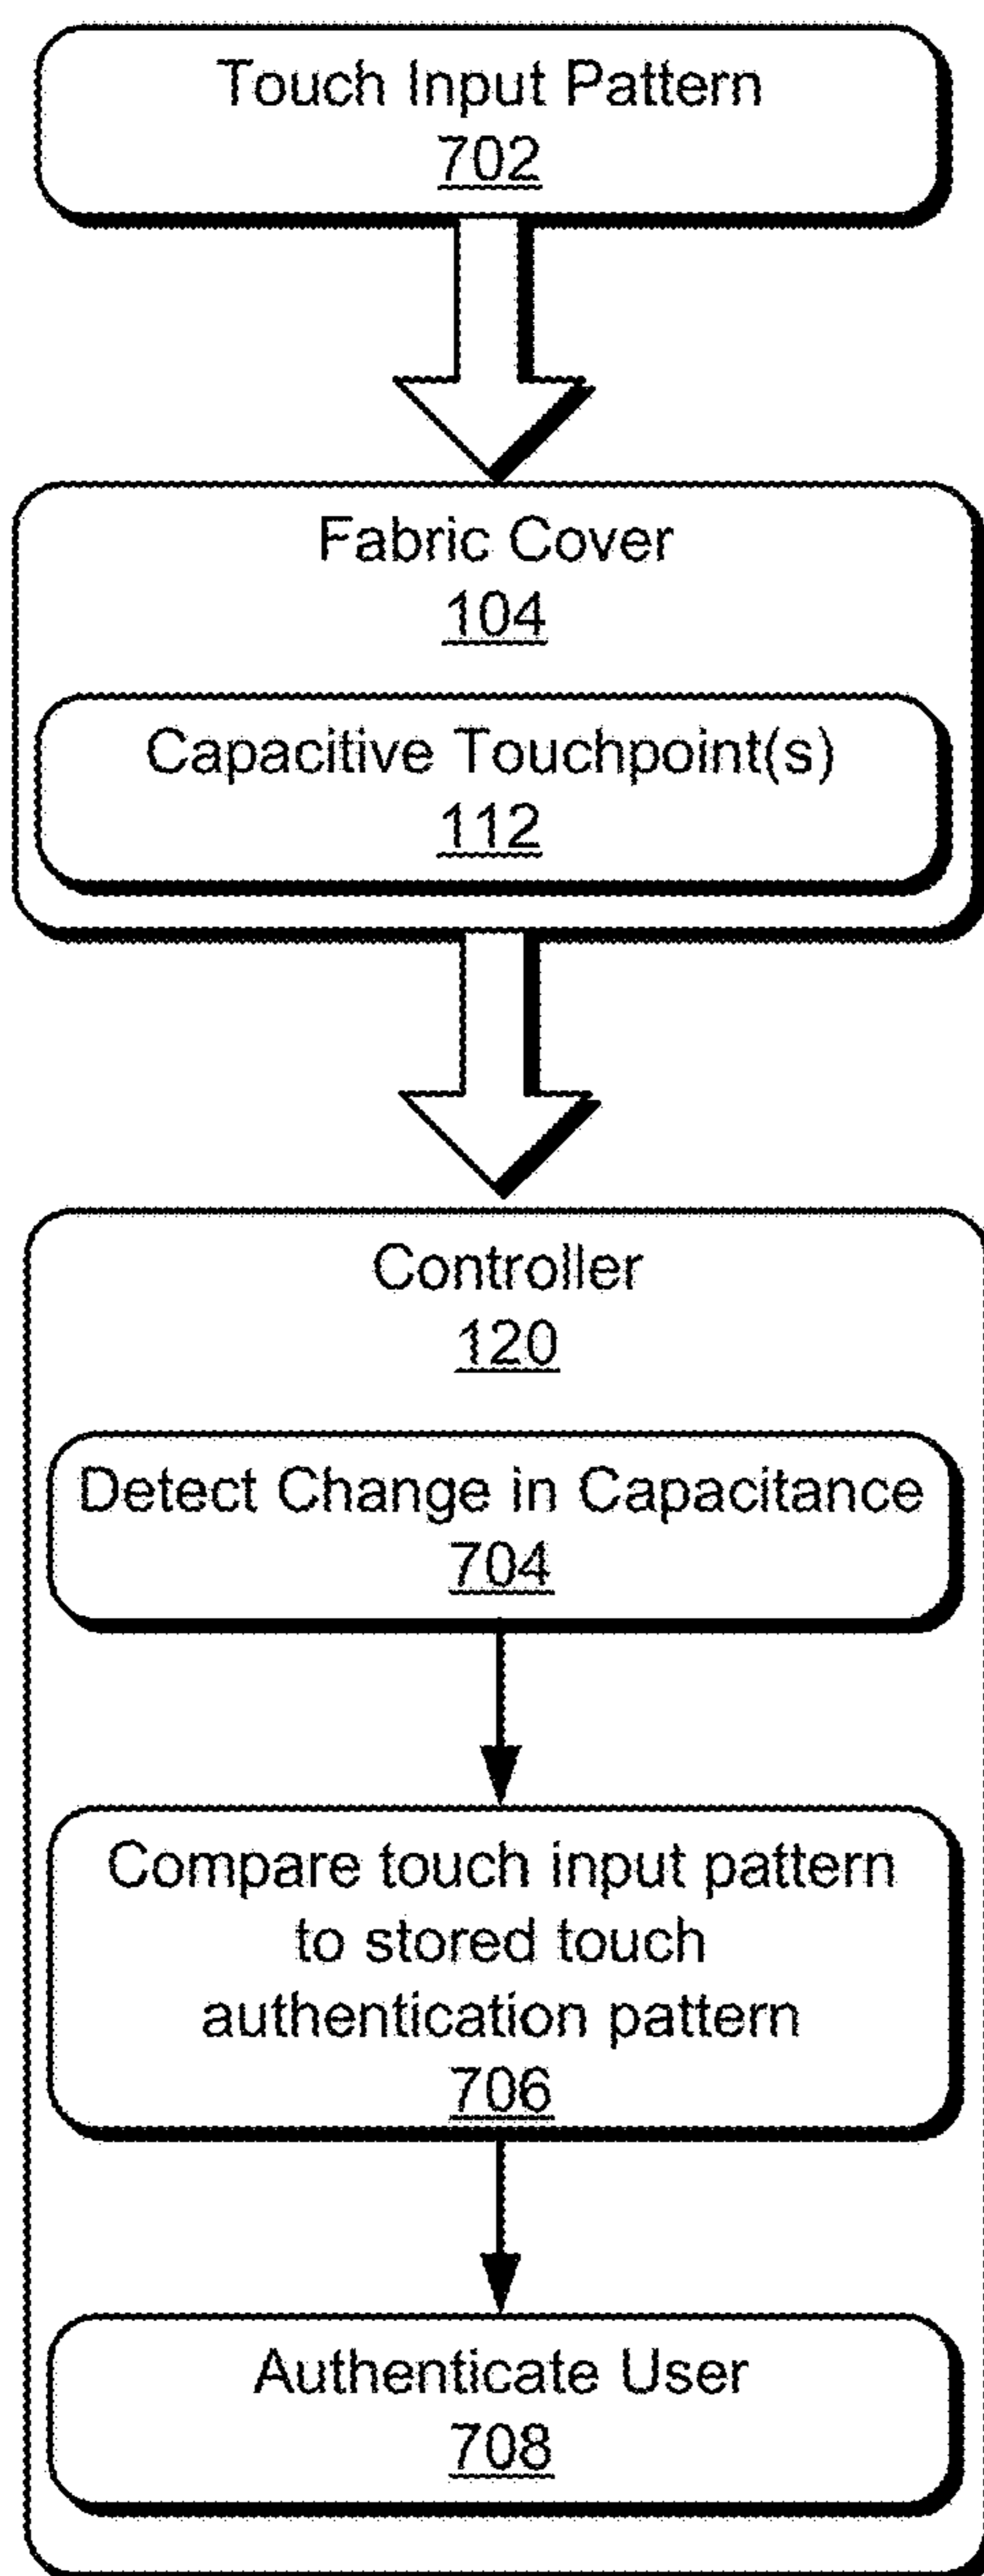 Touch Input Pattern
702
Fabric Cover
104
Capacitive Touchpoint(s)
112
Controller
120
Detect Change in Capacitance
704
Compare touch input pattern
to stored touch
authentication pattern
706
Authenticate User
708